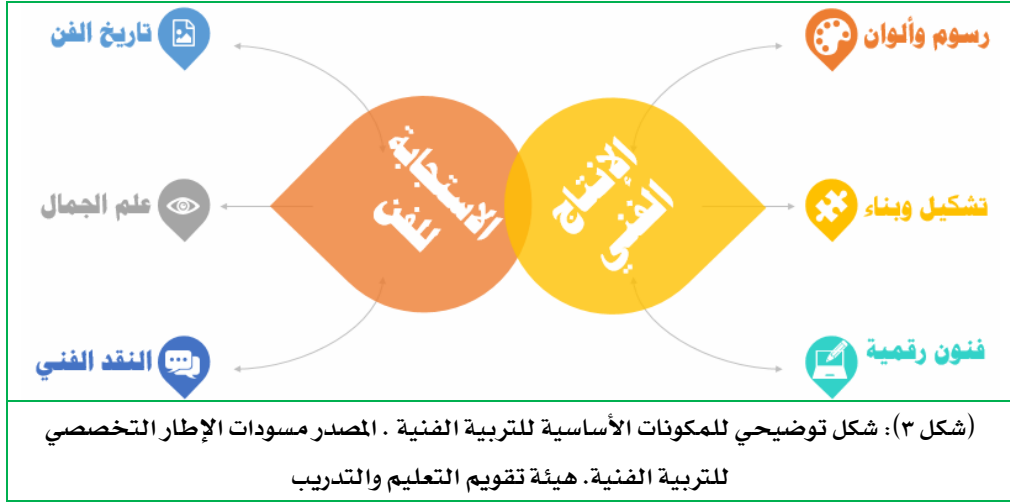 رسوم وألوان
تشكيل وبناء
فنون رقمية
الإنتاج
الفني
الاستجابة
للفن
تاريخ الفن
علم الجمال
النقد الفني
(شكل ٣): شكل توضيحي للمكونات الأساسية للتربية الفنية . المصدر مسودات الإطار التخصصي
للتربية الفنية. هيئة تقويم التعليم والتدريب